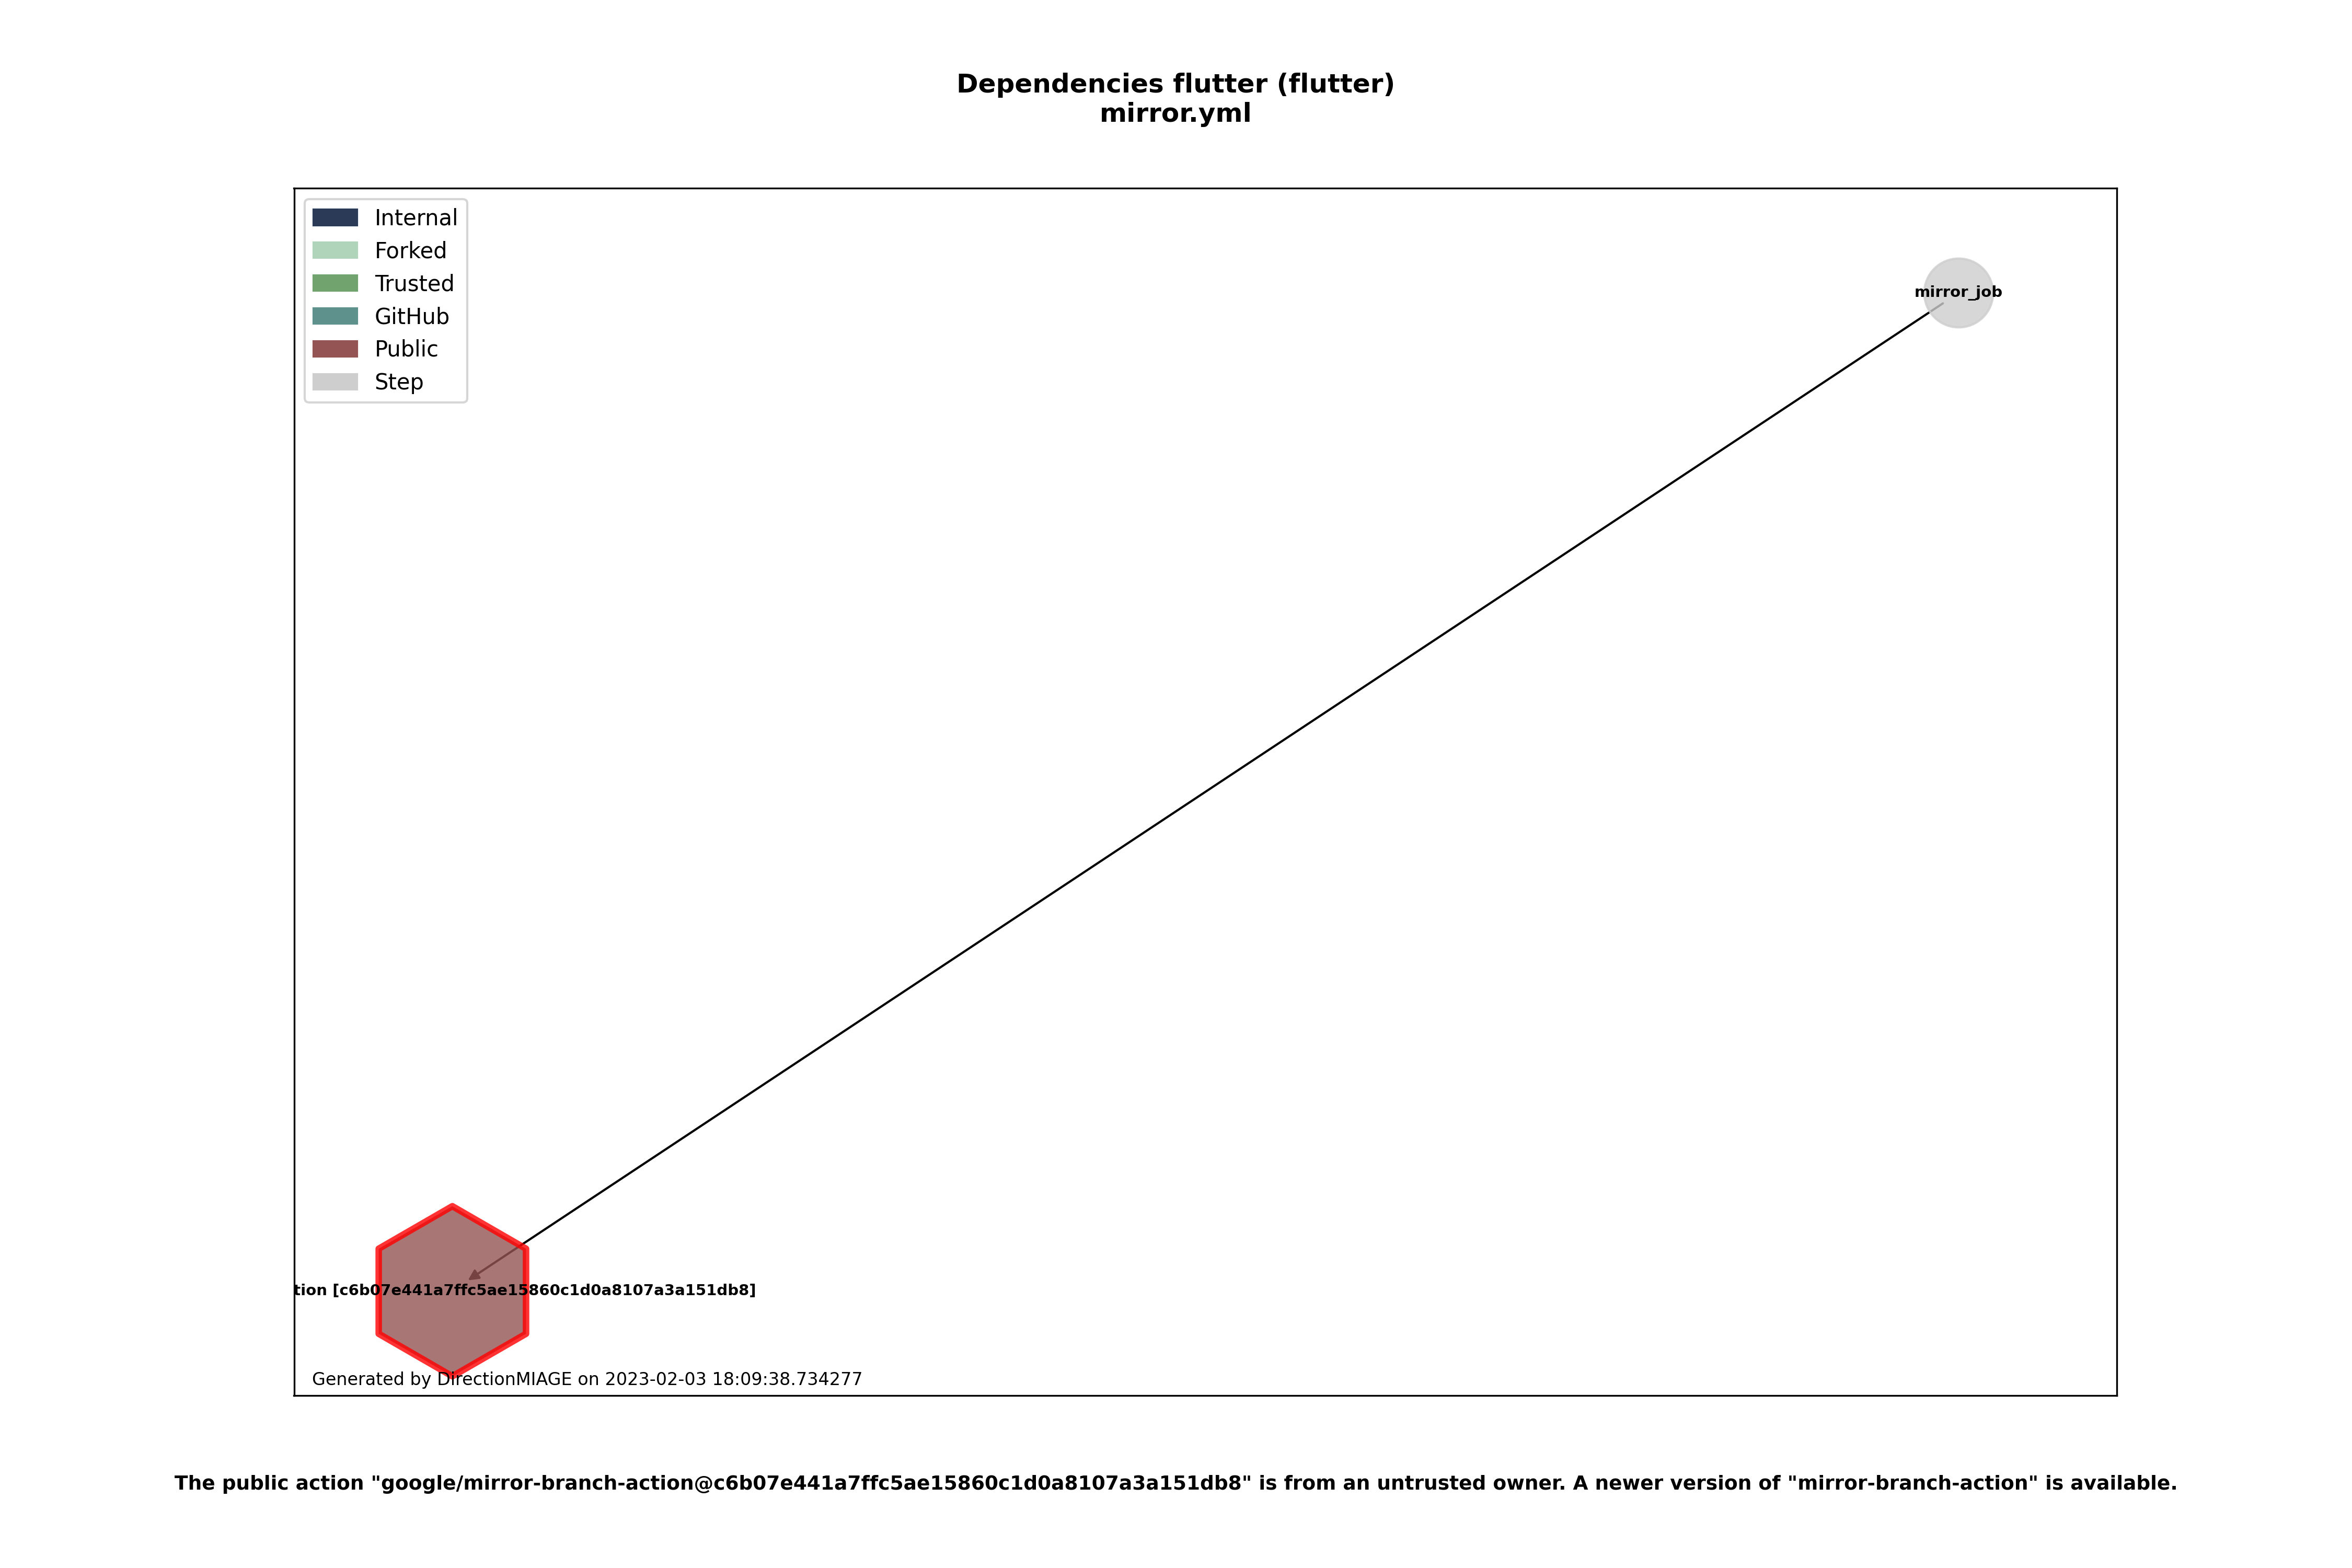 Dependencies flutter (flutter)
mirror.yml
Internal
Forked
Trusted
GitHub
Public
Step
mirror_job
tion [c6b07e441a7ffc5ae15860c1d0a8107a3a151db8]
Generated by DirectionMIAGE on 2023-02-03 18:09:38.734277
The public action "google/mirror-branch-action@c6b07e441a7ffc5ae15860c1d0a8107a3a151db8" is from an untrusted owner. A newer version of "mirror-branch-action" is available.